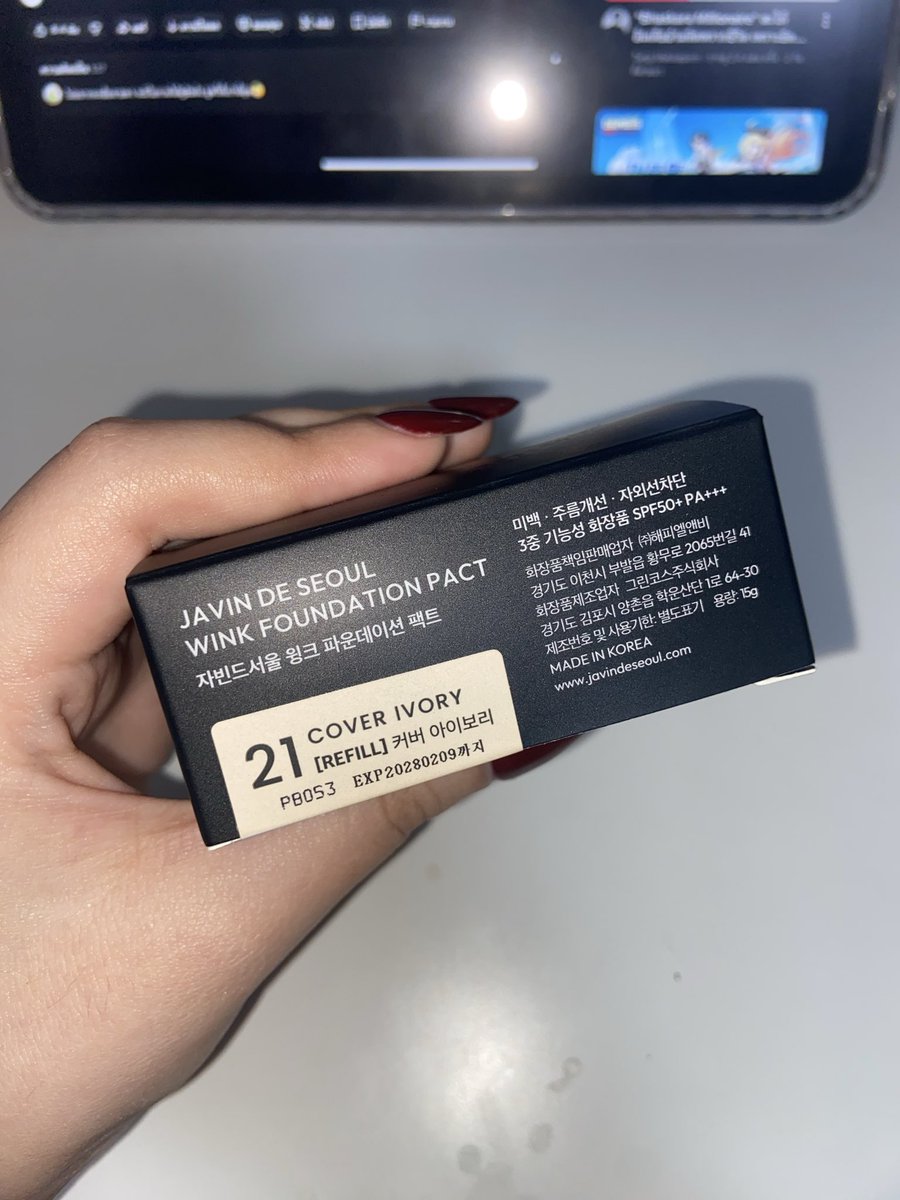 JAVIN DE SEOUL
WINK FOUNDATION PACT
자빈드서울 윙크 파운데이션 팩트
21 COVER IVORY
[REFILL] 커버 아이보리
PB053 EXP20280209까지
미백 · 주름개선 · 자외선차단
3중 기능성 화장품 SPF50+ PA+++
화장품책임판매업자 ㈜해피엘앤비
경기도 이천시 부발읍 황무로 2065번길 41
화장품제조업자 그린코스주식회사
경기도 김포시 양촌읍 학운산단 1로 64-30
제조번호 및 사용기한: 별도표기 용량: 15g
MADE IN KOREA
www.javindeseoul.com